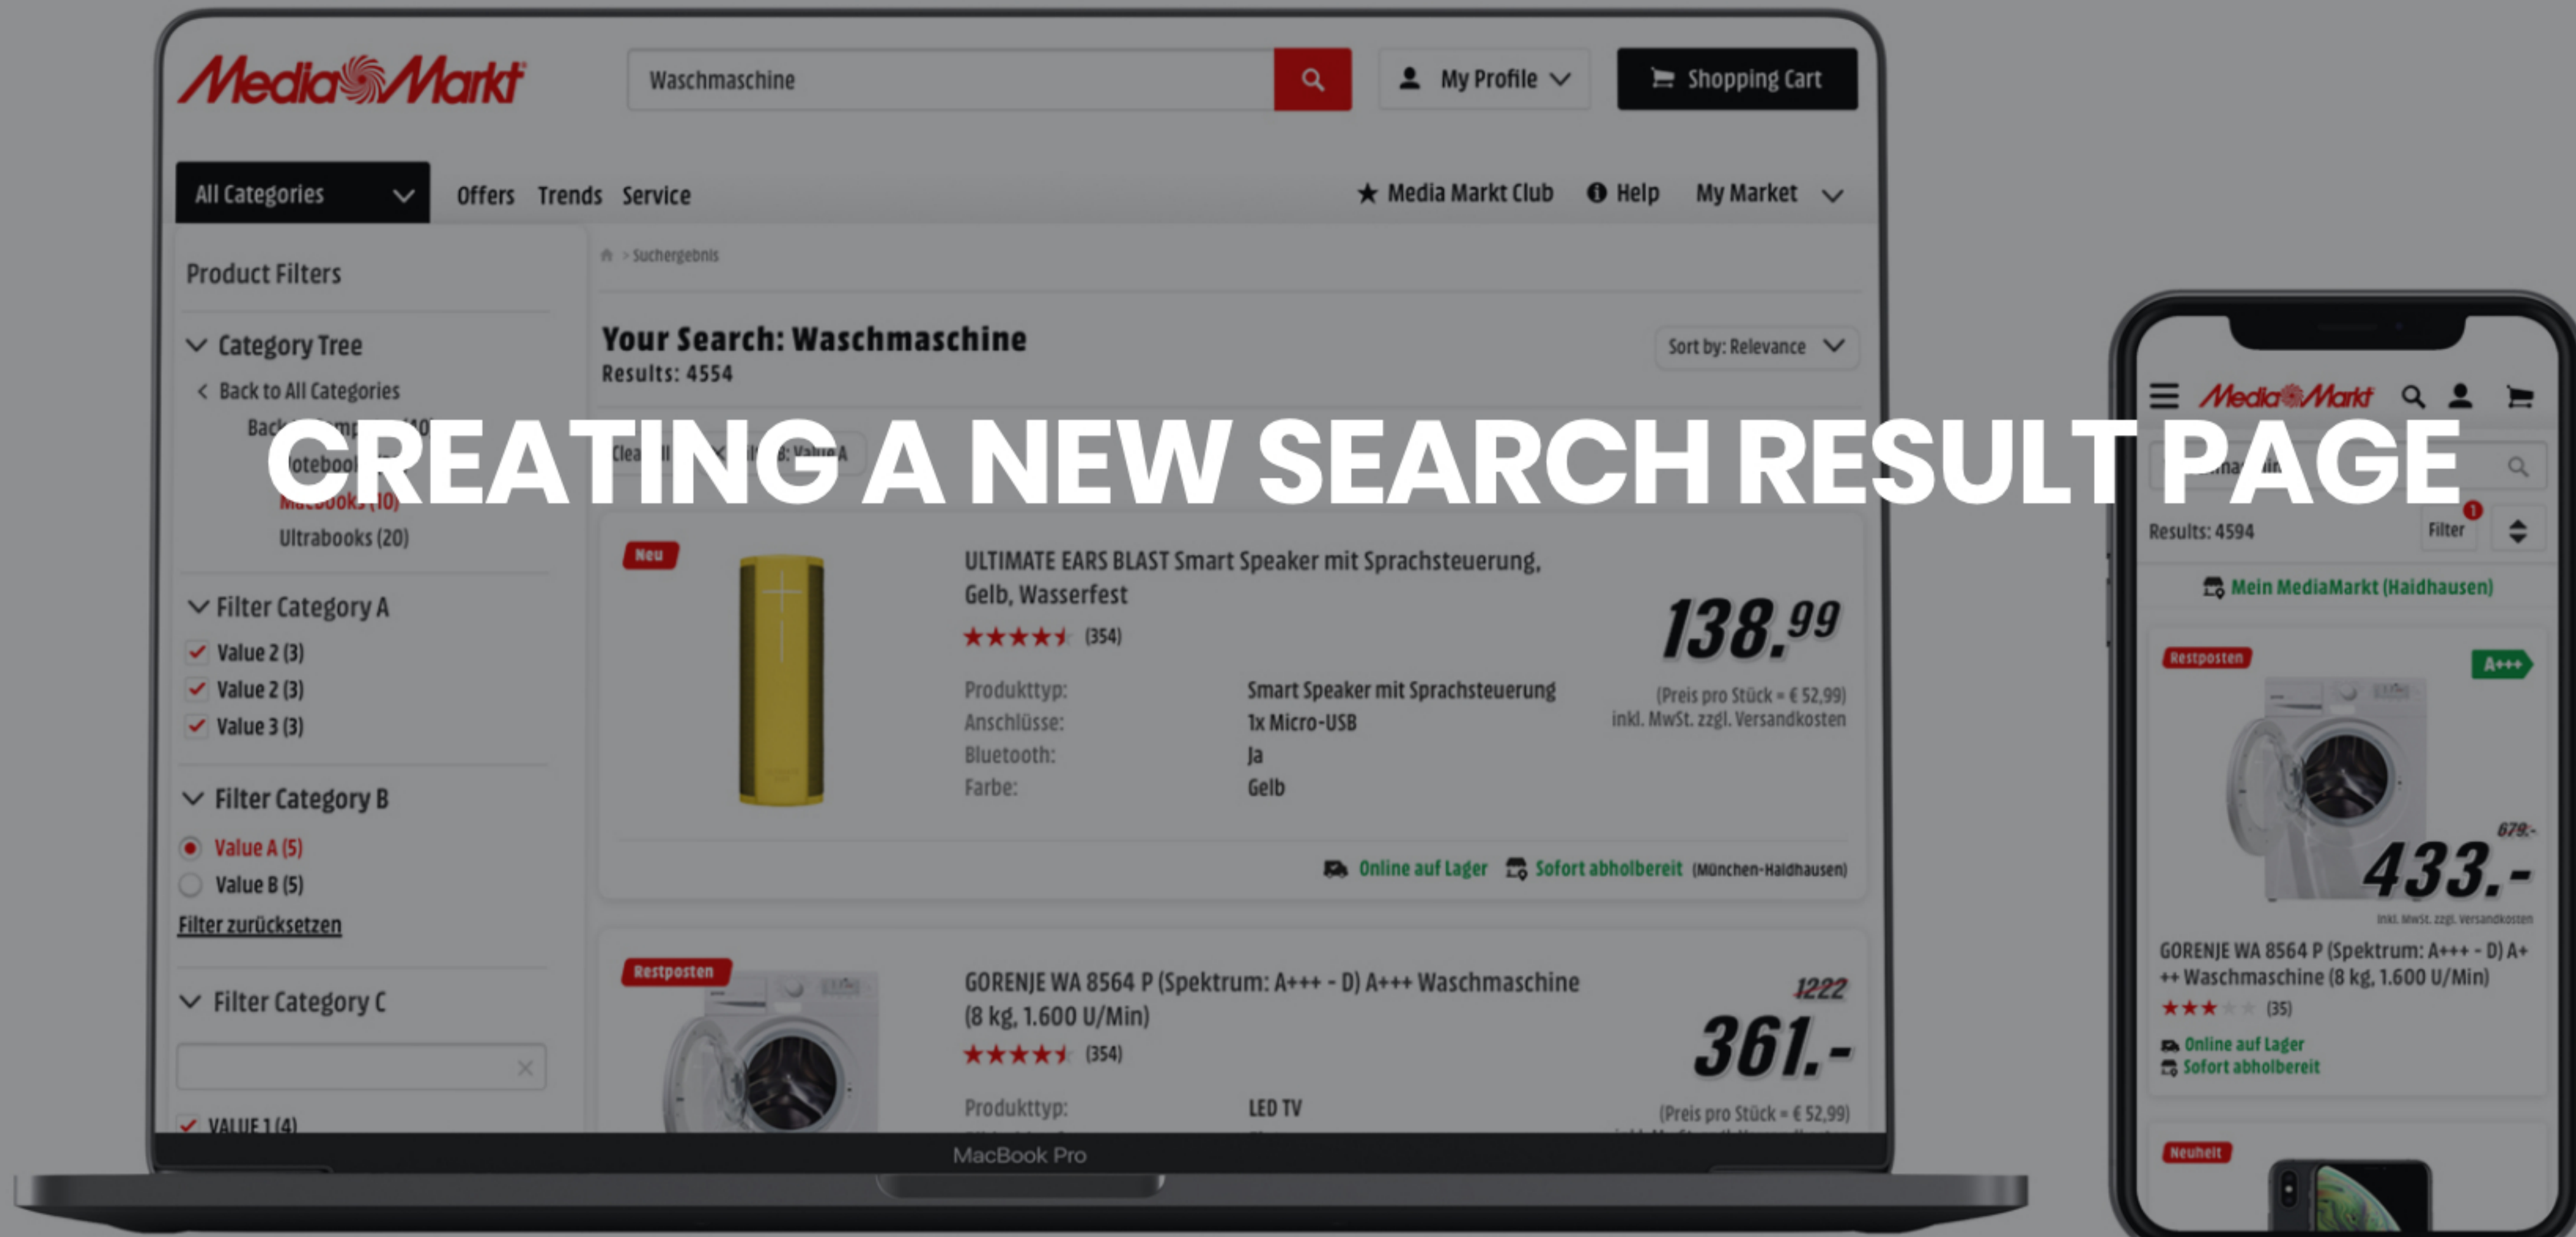 MediaMarkt
Waschmaschine
My Profile
Shopping Cart
All Categories
Offers Trends Service
Media Markt Club
Help
My Market
Product Filters
Category Tree
Back to All Categories
Macbooks (10)
Ultrabooks (20)
Filter Category A
Value 2 (3)
Value 2 (3)
Value 3 (3)
Filter Category B
Value A (5)
Value B (5)
Filter zurücksetzen
Filter Category C
VALUE 1 (4)
> Suchergebnis
Your Search: Waschmaschine
Results: 4554
Sort by: Relevance
B: Value A
CREATING A NEW SEARCH RESULT PAGE
Neu
ULTIMATE EARS BLAST Smart Speaker mit Sprachsteuerung,
Gelb, Wasserfest
(354)
Produkttyp: Smart Speaker mit Sprachsteuerung
Anschlüsse: 1x Micro-USB
Bluetooth: Ja
Farbe: Gelb
138.99
(Preis pro Stück = € 52,99)
inkl. MwSt. zzgl. Versandkosten
Online auf Lager Sofort abholbereit (München-Haidhausen)
Restposten
GORENJE WA 8564 P (Spektrum: A+++ - D) A+++ Waschmaschine
(8 kg, 1.600 U/Min)
(354)
Produkttyp: LED TV
1222
361.-
(Preis pro Stück = € 52,99)
MacBook Pro
MediaMarkt
Results: 4594
Filter
1
Mein MediaMarkt (Haidhausen)
Restposten
A+++
679.-
433.-
Inkl. MwSt. zzgl. Versandkosten
GORENJE WA 8564 P (Spektrum: A+++ - D) A+
++ Waschmaschine (8 kg, 1.600 U/Min)
(35)
Online auf Lager
Sofort abholbereit
Neuheit